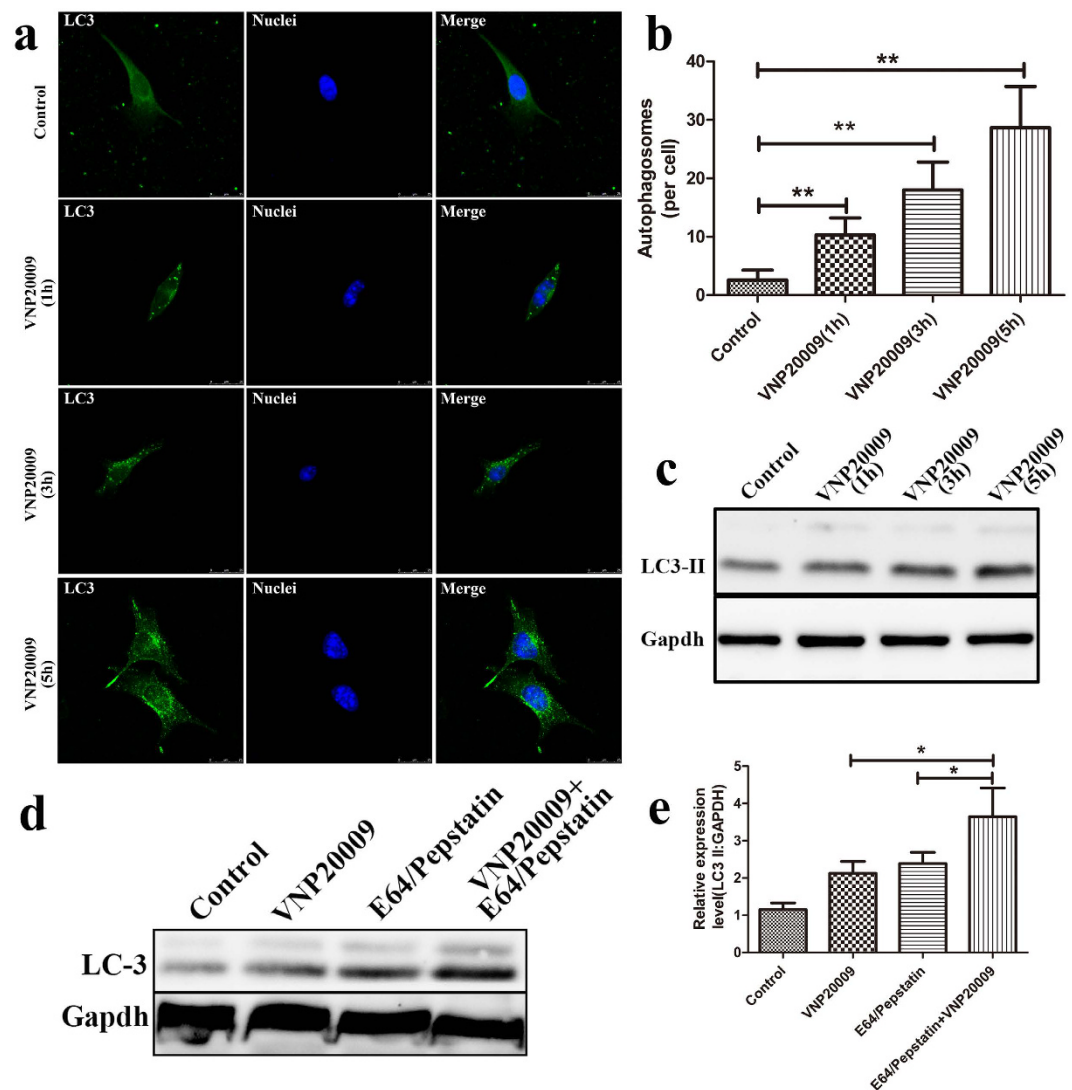 a
LC3
Nuclei
Merge
Control
LC3
Nuclei
Merge
VNP20009
(1h)
LC3
Nuclei
Merge
VNP20009
(3h)
LC3
Nuclei
Merge
VNP20009
(5h)
b
Autophagosomes
(per cell)
40
30
20
10
0
**
**
**
Control
VNP20009(1h)
VNP20009(3h)
VNP20009(5h)
c
Control
VNP20009
(1h)
VNP20009
(3h)
VNP20009
(5h)
LC3-II
Gapdh
d
Control
VNP20009
E64/Pepstatin
VNP20009+
E64/Pepstatin
LC-3
Gapdh
e
Relative expression
level(LC3 II:GAPDH)
5
4
3
2
1
0
*
*
Control
VNP20009
E64/Pepstatin
E64/Pepstatin+VNP20009